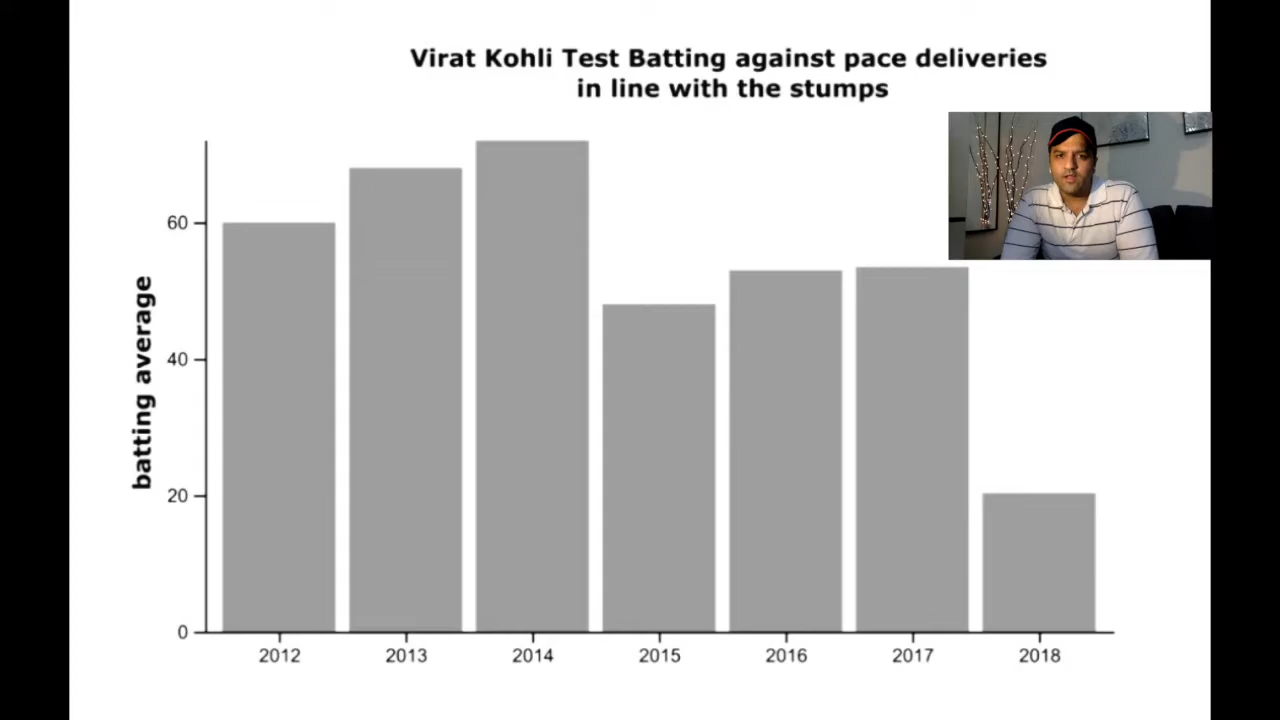 Virat Kohli Test Batting against pace deliveries
in line with the stumps
batting average
60
40
20
0
2012 2013 2014 2015 2016 2017 2018